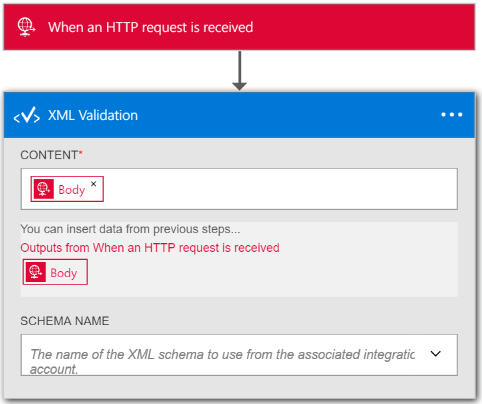 When an HTTP request is received
XML Validation
CONTENT*
Body ×
You can insert data from previous steps...
Outputs from When an HTTP request is received
Body
SCHEMA NAME
The name of the XML schema to use from the associated integratic
account.